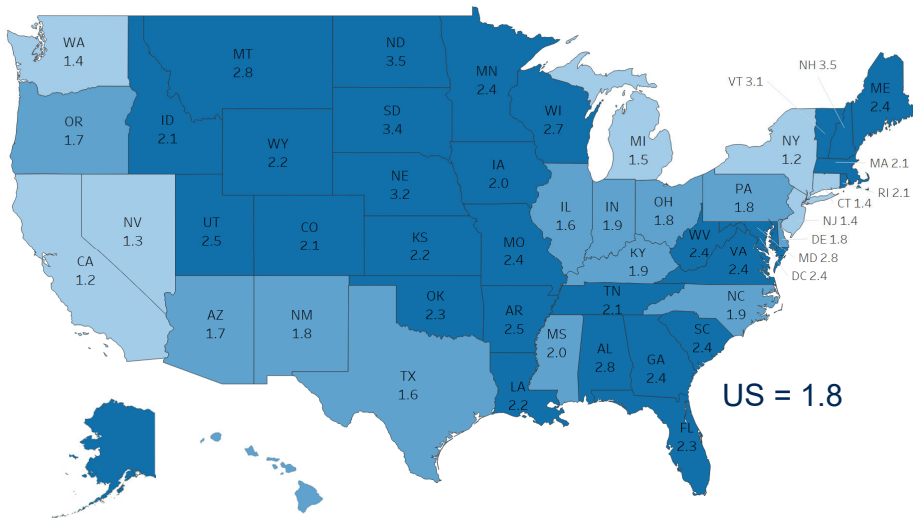 WA
1.4
MT
2.8
ND
3.5
MN
2.4
NH 3.5
VT 3.1
ME
2.4
OR
1.7
ID
2.1
SD
3.4
WI
2.7
WY
2.2
MI
1.5
NY
1.2
MA 2.1
RI 2.1
CT 1.4
NJ 1.4
DE 1.8
MD 2.8
DC 2.4
NE
3.2
IA
2.0
PA
1.8
NV
1.3
UT
2.5
CO
2.1
IL
1.6
IN
1.9
OH
1.8
CA
1.2
KS
2.2
MO
2.4
WV
2.4
VA
2.4
KY
1.9
AZ
1.7
NM
1.8
OK
2.3
AR
2.5
TN
2.1
NC
1.9
SC
2.4
MS
2.0
AL
2.8
GA
2.4
TX
1.6
LA
2.2
FL
2.3
US = 1.8